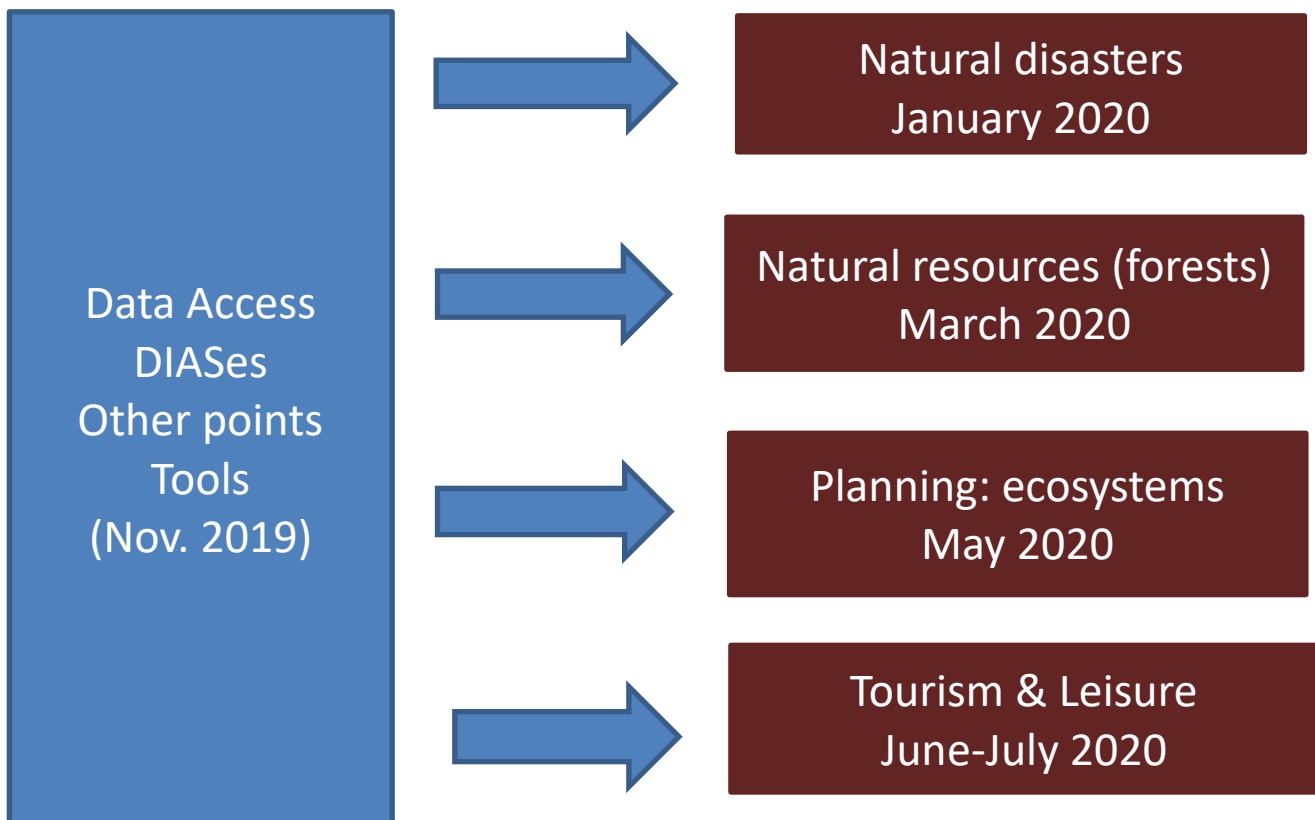 Data Access
DIASes
Other points
Tools
(Nov. 2019)
Natural disasters
January 2020
Natural resources (forests)
March 2020
Planning: ecosystems
May 2020
Tourism & Leisure
June-July 2020